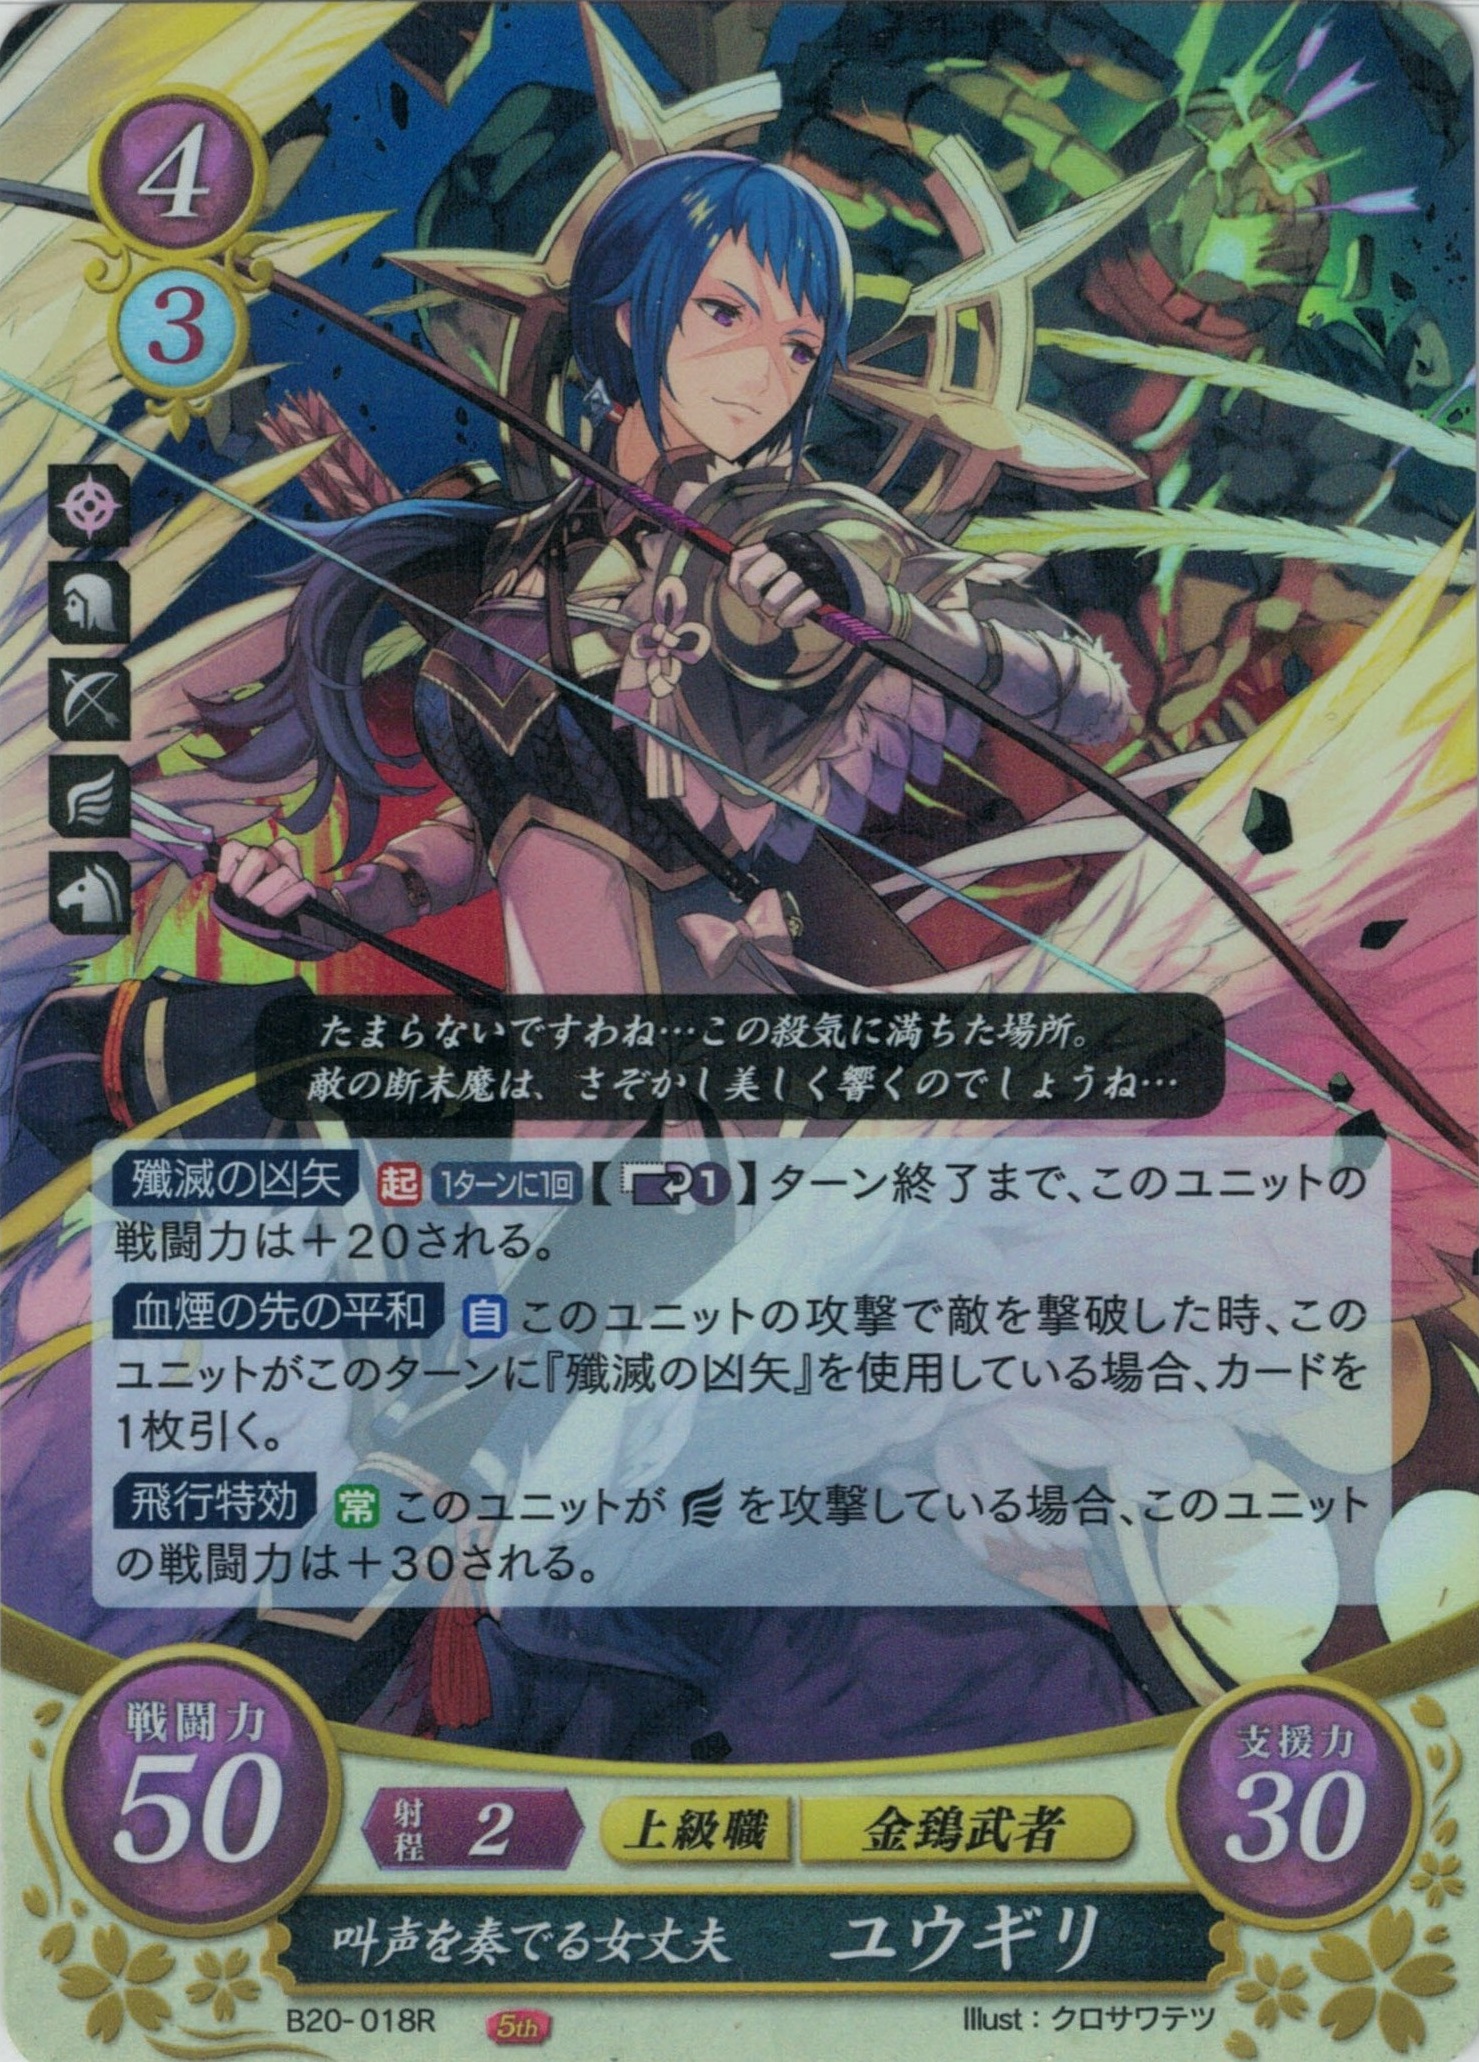 4
3
たまらないですわね…この殺気に満ちた場所。
敵の断末魔は、さぞかし美しく響くのでしょうね…
殲滅の凶矢 起 1ターンに1回【1】ターン終了まで、このユニットの
戦闘力は＋20される。
血煙の先の平和 自 このユニットの攻撃で敵を撃破した時、この
ユニットがこのターンに『殲滅の凶矢』を使用している場合、カードを
1枚引く。
飛行特効 常 このユニットが を攻撃している場合、このユニット
の戦闘力は＋30される。
戦闘力
50
射程 2
上級職
金鵄武者
支援力
30
叫声を奏でる女丈夫 ユウギリ
B20-018R 5th Illust：クロサワテツ